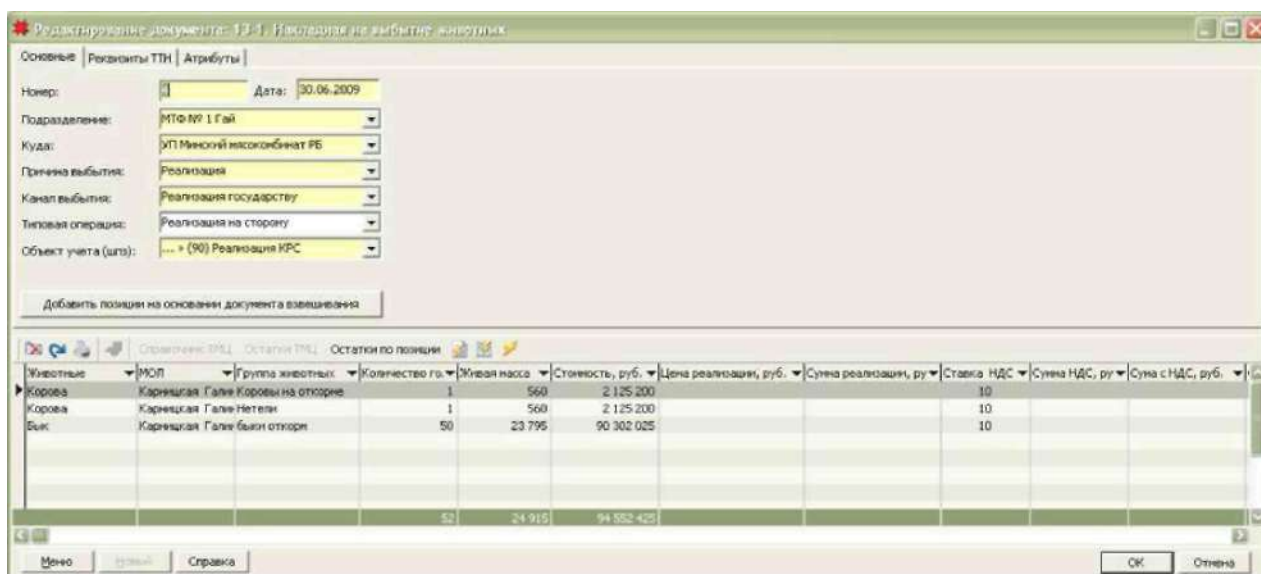 Редактирование документа: 13-1. Накладная на выбытие животных
Основные Реквизиты ТТН Атрибуты
Номер: Дата: 30.06.2009
Подразделение: МТФ № 1 Гай
Куда: УП Минский мясокомбинат РБ
Причина выбытия: Реализация
Канал выбытия: Реализация государству
Типовая операция: Реализация на сторону
Объект учета (шпз): ... » (90) Реализация КРС
Добавить позиции на основании документа взвешивания
Справочник ТМЦ Остатки ТМЦ Остатки по позиции
Животные МОЛ Группа животных Количество го. Живая масса Стоимость, руб. Цена реализации, руб. Сумма реализации, ру Ставка НДС Сумма НДС, ру Сума с НДС, руб.
Корова Карницкая Гали Коровы на откорме 1 560 2 125 200 10
Корова Карницкая Гали Нетели 1 560 2 125 200 10
Бык Карницкая Гали быки откорм 50 23 795 90 302 025 10
52 24 915 94 552 425
Меню Новый Справка OK Отмена